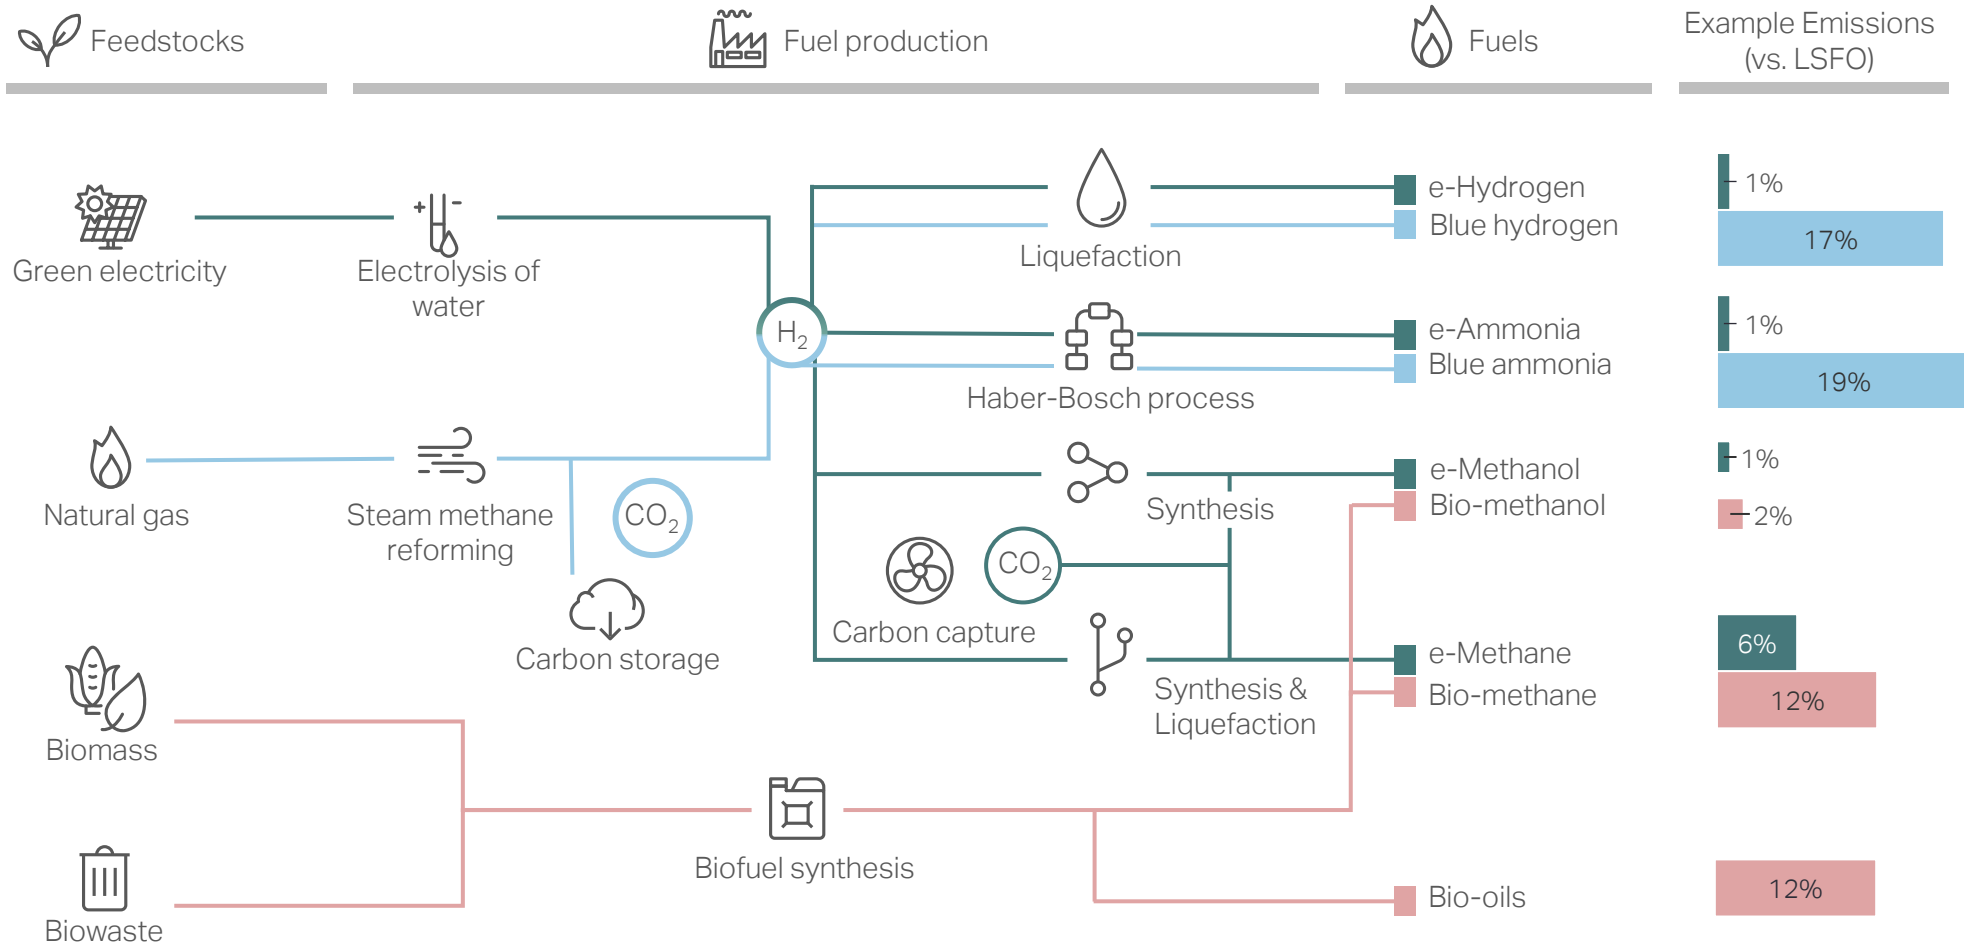 Feedstocks
Fuel production
Fuels
Example Emissions
(vs. LSFO)
Green electricity
+ -
Electrolysis of
water
H₂
Liquefaction
e-Hydrogen
Blue hydrogen
1%
17%
Haber-Bosch process
e-Ammonia
Blue ammonia
1%
19%
Natural gas
Steam methane
reforming
CO₂
Carbon storage
Synthesis
e-Methanol
Bio-methanol
1%
2%
Carbon capture
CO₂
Synthesis &
Liquefaction
e-Methane
Bio-methane
6%
12%
Biomass
Biowaste
Biofuel synthesis
Bio-oils
12%